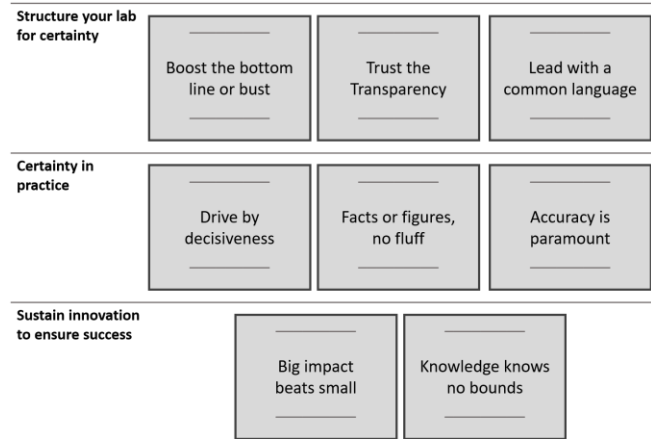 Structure your lab
for certainty
Boost the bottom
line or bust
Trust the
Transparency
Lead with a
common language
Certainty in
practice
Drive by
decisiveness
Facts or figures,
no fluff
Accuracy is
paramount
Sustain innovation
to ensure success
Big impact
beats small
Knowledge knows
no bounds